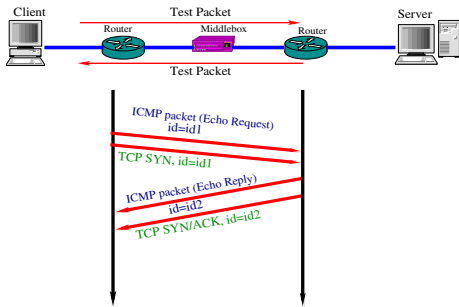 Client
Test Packet
Server
Router
Middlebox
Router
Test Packet
ICMP packet (Echo Request)
id=id1
TCP SYN, id=id1
ICMP packet (Echo Reply)
id=id2
TCP SYN/ACK, id=id2